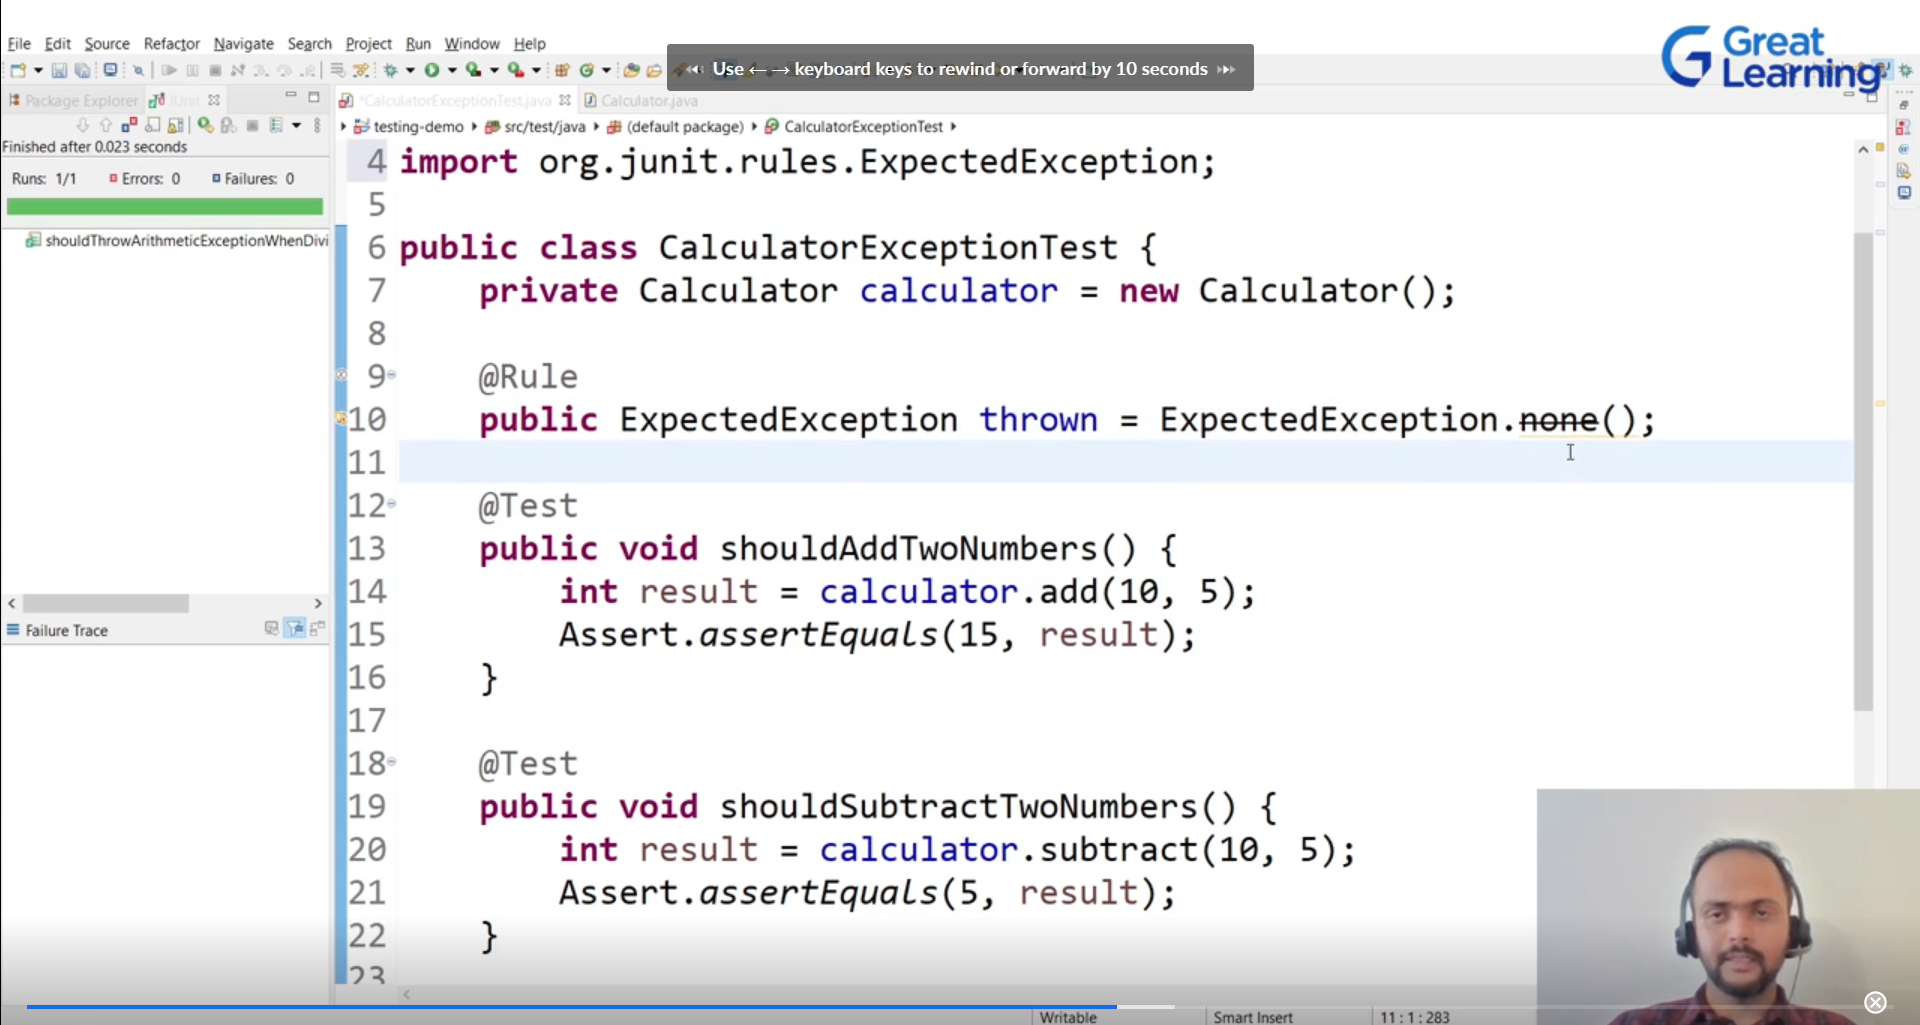 Great
Learning
File Edit Source Refactor Navigate Search Project Run Window Help
Use ←→ keyboard keys to rewind or forward by 10 seconds
Package Explorer JUnit
*CalculatorExceptionTest.java Calculator.java
testing-demo src/test/java (default package) CalculatorExceptionTest
Finished after 0.023 seconds
Runs: 1/1 Errors: 0 Failures: 0
shouldThrowArithmeticExceptionWhenDivi
Failure Trace
4 import org.junit.rules.ExpectedException;
5
6 public class CalculatorExceptionTest {
7 private Calculator calculator = new Calculator();
8
9 @Rule
10 public ExpectedException thrown = ExpectedException.none();
11
12 @Test
13 public void shouldAddTwoNumbers() {
14 int result = calculator.add(10, 5);
15 Assert.assertEquals(15, result);
16 }
17
18 @Test
19 public void shouldSubtractTwoNumbers() {
20 int result = calculator.subtract(10, 5);
21 Assert.assertEquals(5, result);
22 }
23
Writable Smart Insert 11 : 1 : 283